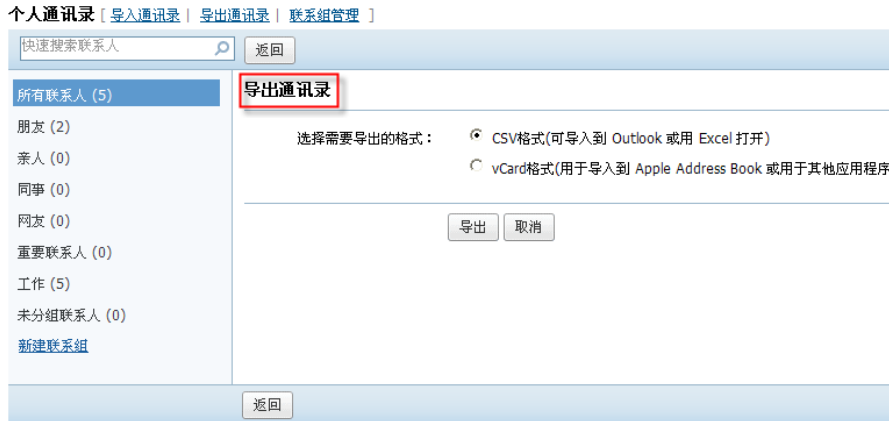 个人通讯录 [ 导入通讯录 | 导出通讯录 | 联系组管理 ]
快速搜索联系人
返回
所有联系人 (5)
朋友 (2)
亲人 (0)
同事 (0)
网友 (0)
重要联系人 (0)
工作 (5)
未分组联系人 (0)
新建联系组
导出通讯录
选择需要导出的格式：
CSV格式(可导入到 Outlook 或用 Excel 打开)
vCard格式(用于导入到 Apple Address Book 或用于其他应用程序
导出 取消
返回